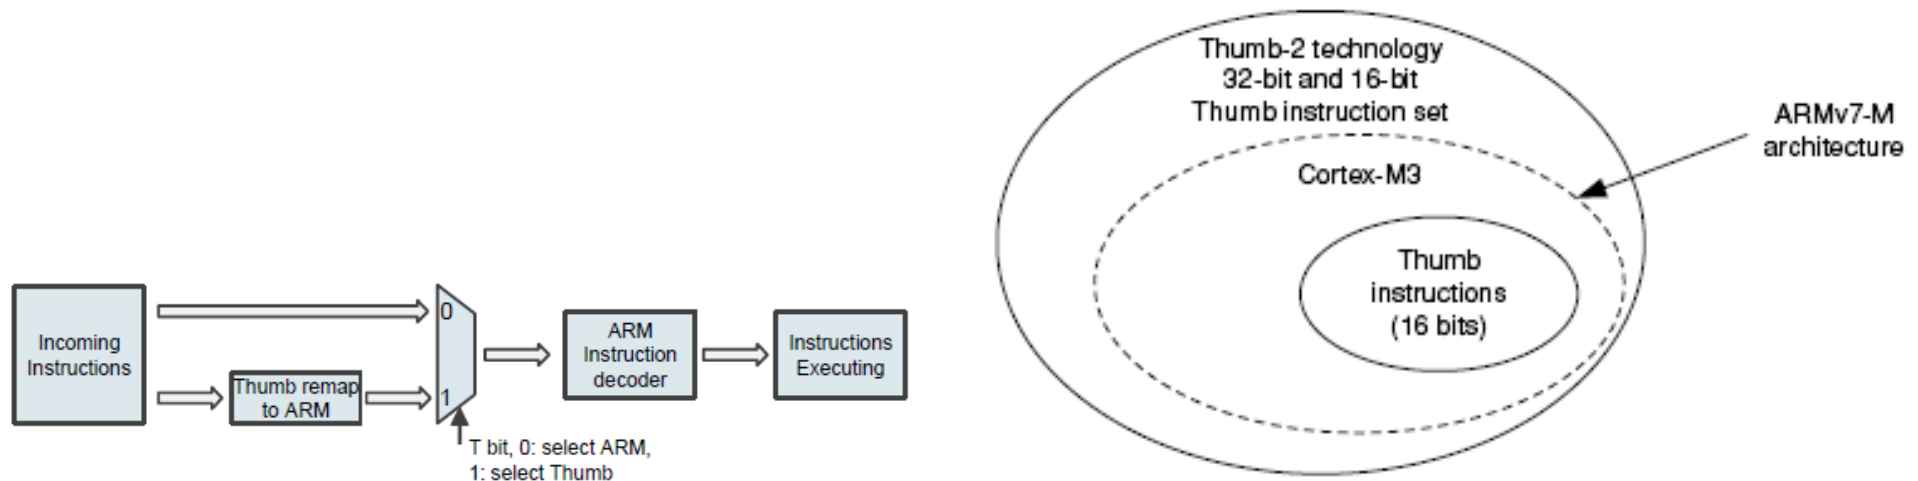 Incoming
Instructions
Thumb remap
to ARM
0
1
T bit, 0: select ARM,
1: select Thumb
ARM
Instruction
decoder
Instructions
Executing
Thumb-2 technology
32-bit and 16-bit
Thumb instruction set
Cortex-M3
Thumb
instructions
(16 bits)
ARMv7-M
architecture